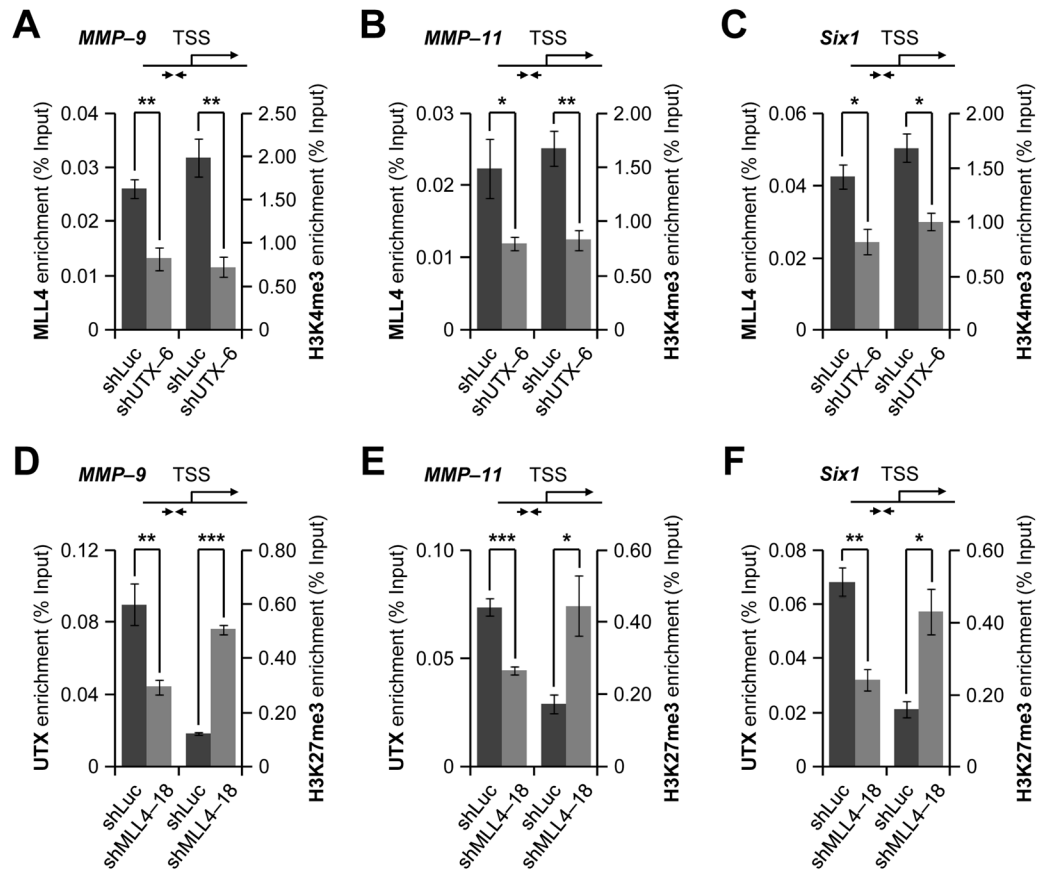 A
MMP–9 TSS
** **
MLL4 enrichment (% Input)
0.04
0.03
0.02
0.01
0
2.50
2.00
1.50
1.00
0.50
0
H3K4me3 enrichment (% Input)
shLuc
shUTX–6
shLuc
shUTX–6
B
MMP–11 TSS
* **
MLL4 enrichment (% Input)
0.03
0.02
0.01
0
2.00
1.50
1.00
0.50
0
H3K4me3 enrichment (% Input)
shLuc
shUTX–6
shLuc
shUTX–6
C
Six1 TSS
* *
MLL4 enrichment (% Input)
0.06
0.04
0.02
0
2.00
1.50
1.00
0.50
0
H3K4me3 enrichment (% Input)
shLuc
shUTX–6
shLuc
shUTX–6
D
MMP–9 TSS
** ***
UTX enrichment (% Input)
0.12
0.08
0.04
0
0.80
0.60
0.40
0.20
0
H3K27me3 enrichment (% Input)
shLuc
shMLL4–18
shLuc
shMLL4–18
E
MMP–11 TSS
*** *
UTX enrichment (% Input)
0.10
0.05
0
0.60
0.40
0.20
0
H3K27me3 enrichment (% Input)
shLuc
shMLL4–18
shLuc
shMLL4–18
F
Six1 TSS
** *
UTX enrichment (% Input)
0.08
0.06
0.04
0.02
0
0.60
0.40
0.20
0
H3K27me3 enrichment (% Input)
shLuc
shMLL4–18
shLuc
shMLL4–18